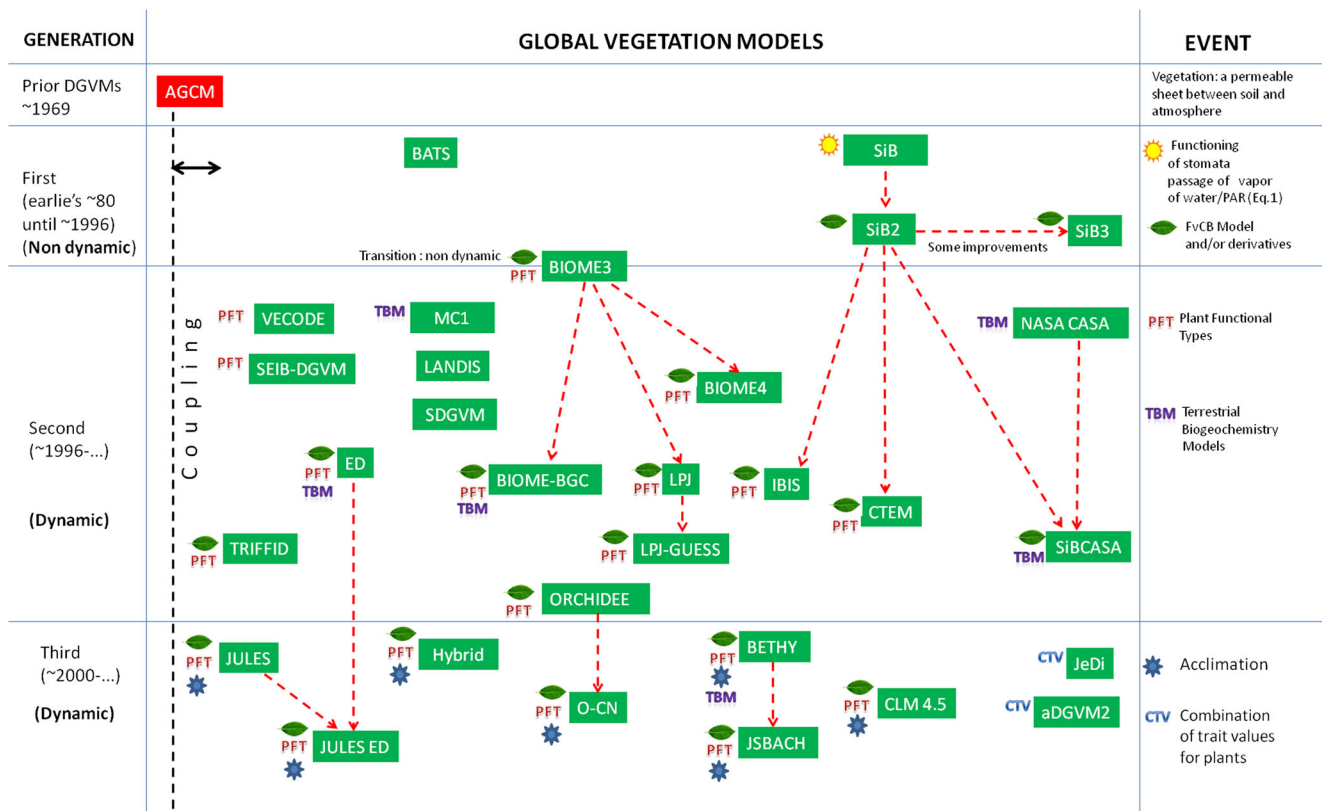 GENERATION
GLOBAL VEGETATION MODELS
EVENT
Prior DGVMs
~1969
AGCM
Vegetation: a permeable
sheet between soil and
atmosphere
First
(earlie's ~80
until ~1996)
(Non dynamic)
BATS
SiB
SiB2
Some improvements
SiB3
Transition : non dynamic
PFT
BIOME3
Functioning
of stomata
passage of vapor
of water/PAR (Eq.1)
FvCB Model
and/or derivatives
Second
(~1996-...)
(Dynamic)
Coupling
PFT
VECODE
TBM
MC1
TBM
NASA CASA
PFT
SEIB-DGVM
LANDIS
PFT
BIOME4
SDGVM
PFT
TBM
ED
PFT
TBM
BIOME-BGC
PFT
LPJ
PFT
IBIS
PFT
CTEM
PFT
TRIFFID
PFT
LPJ-GUESS
TBM
SiBCASA
PFT
ORCHIDEE
PFT
Plant Functional
Types
TBM
Terrestrial
Biogeochemistry
Models
Third
(~2000-...)
(Dynamic)
PFT
JULES
PFT
Hybrid
PFT
TBM
BETHY
CTV
JeDi
PFT
O-CN
PFT
CLM 4.5
CTV
aDGVM2
PFT
JULES ED
PFT
JSBACH
Acclimation
CTV
Combination
of trait values
for plants